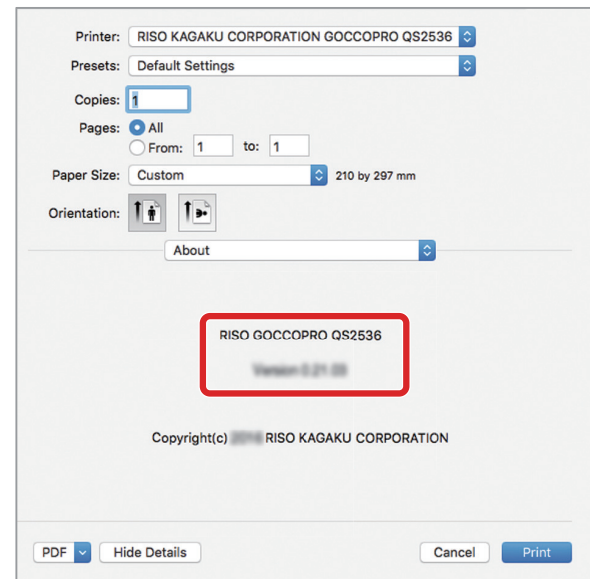 Printer: RISO KAGAKU CORPORATION GOCCOPRO QS2536
Presets: Default Settings
Copies: 1
Pages: All
From: 1 to: 1
Paper Size: Custom 210 by 297 mm
Orientation:
About
RISO GOCCOPRO QS2536
Version
Copyright(c) RISO KAGAKU CORPORATION
PDF Hide Details Cancel Print